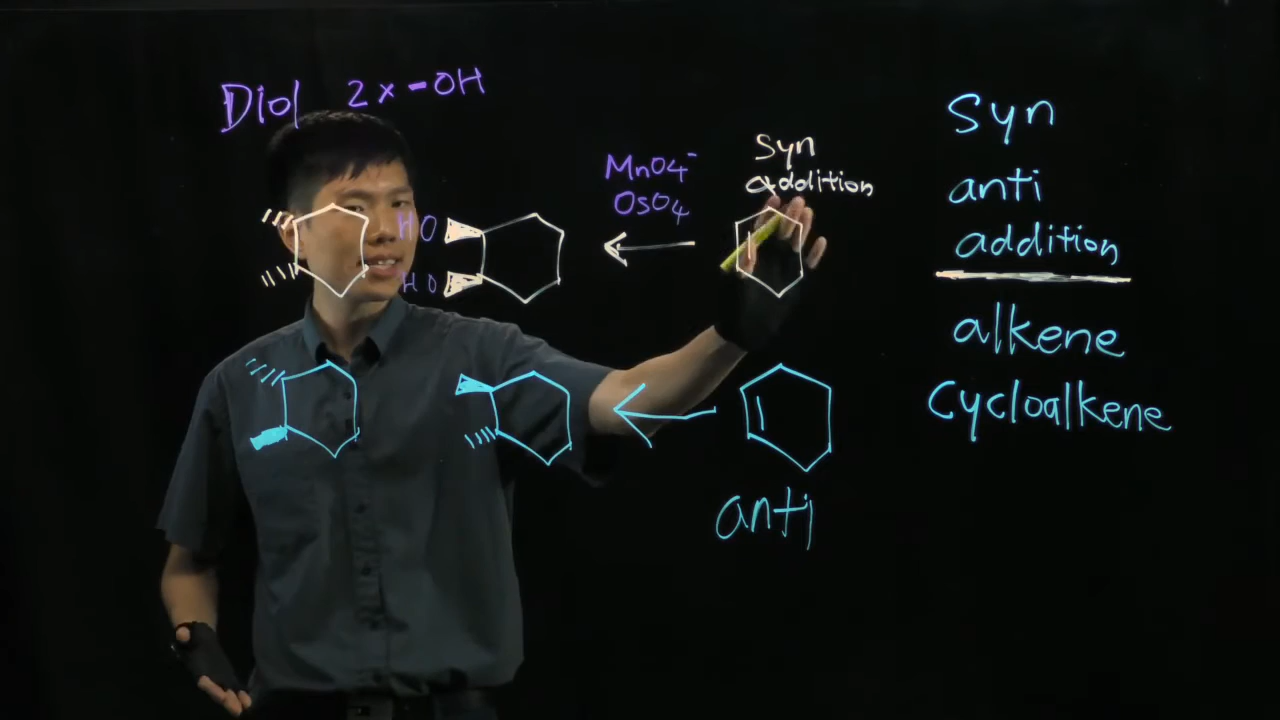 Diol 2x -OH
MnO4-
OsO4
HO
HO
Syn
addition
anti
Syn
anti
addition
alkene
Cycloalkene